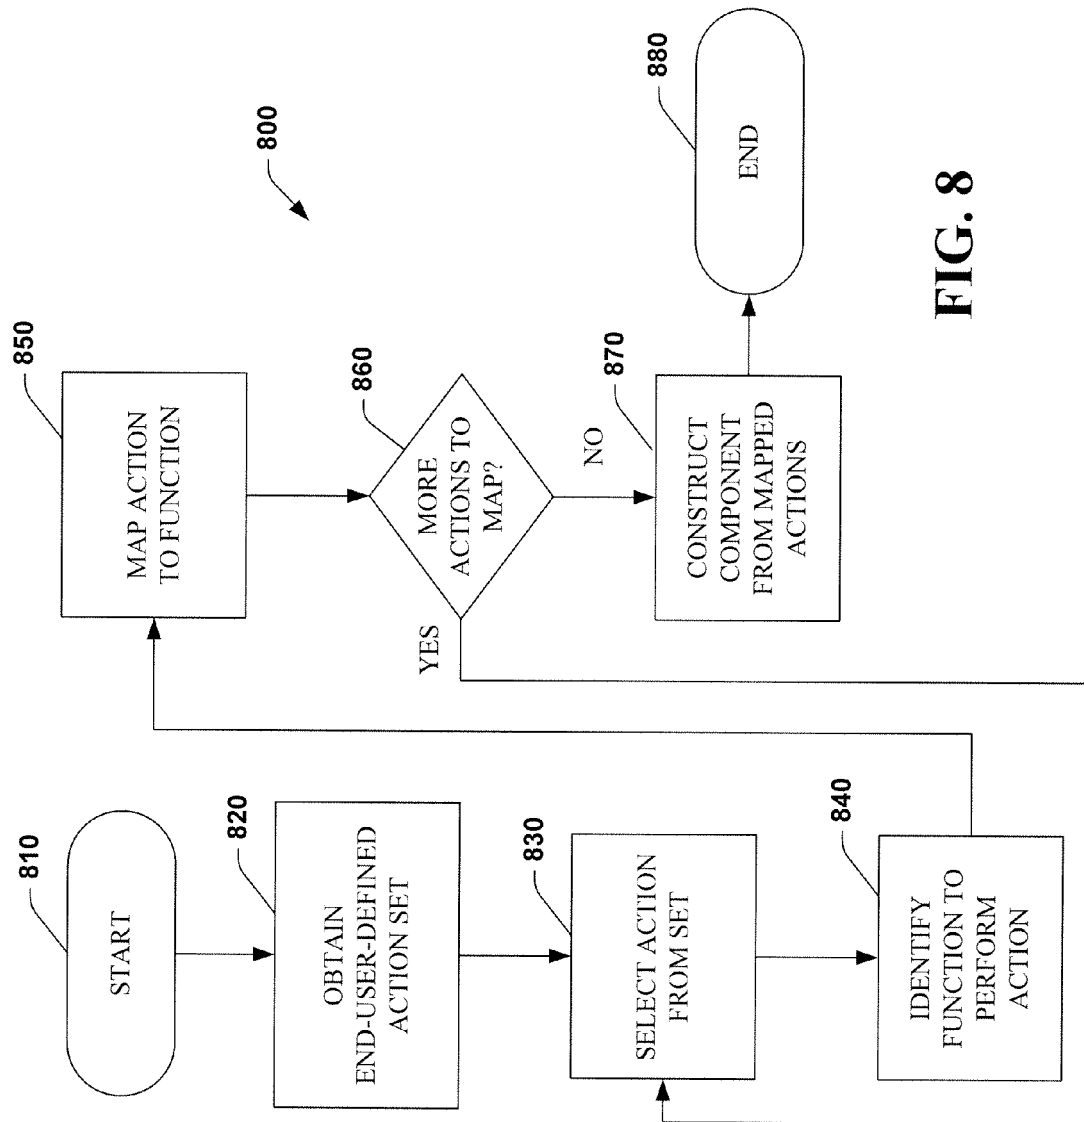 800
810
START
820
OBTAIN
END-USER-DEFINED
ACTION SET
830
SELECT ACTION
FROM SET
840
IDENTIFY
FUNCTION TO
PERFORM
ACTION
850
MAP ACTION
TO FUNCTION
860
MORE
ACTIONS TO
MAP?
YES
NO
870
CONSTRUCT
COMPONENT
FROM MAPPED
ACTIONS
880
END
FIG. 8